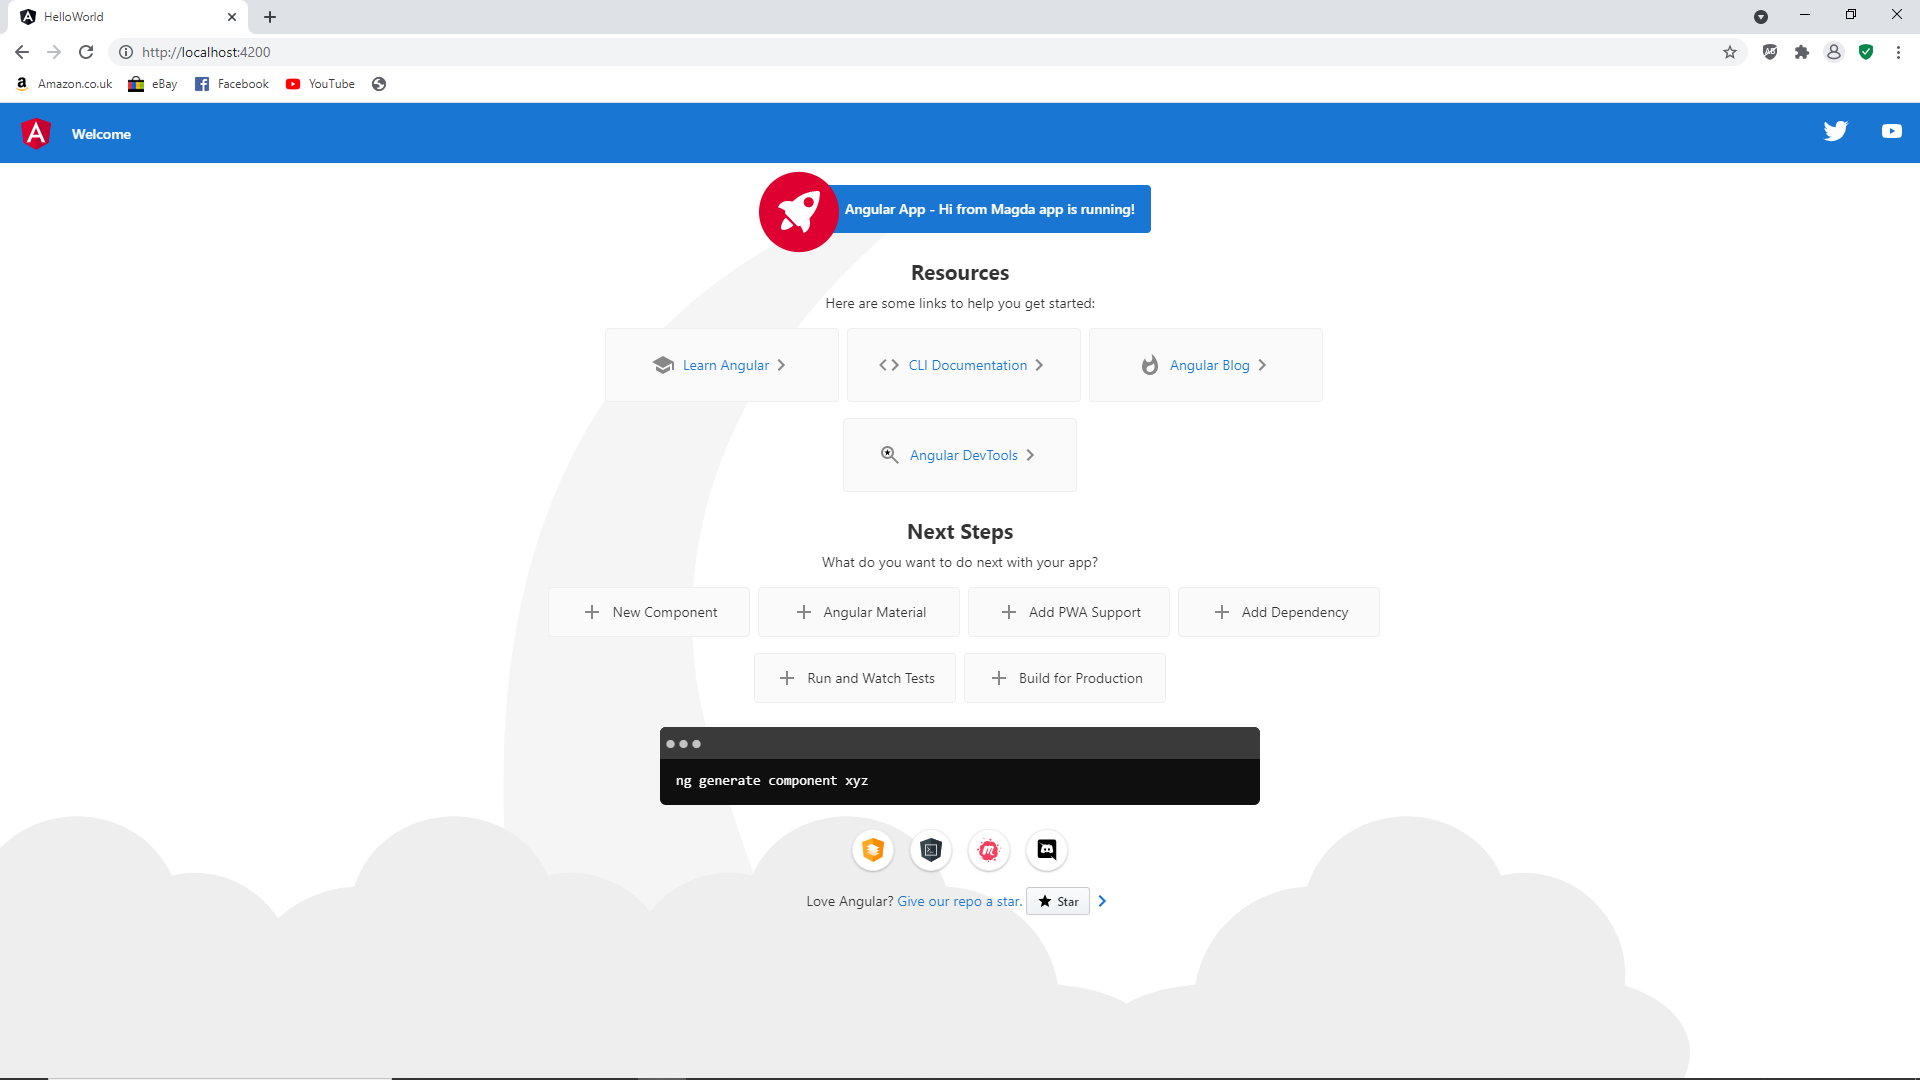 HelloWorld
http://localhost:4200
Amazon.co.uk eBay Facebook YouTube
Welcome
Angular App - Hi from Magda app is running!
Resources
Here are some links to help you get started:
Learn Angular CLI Documentation Angular Blog
Angular DevTools
Next Steps
What do you want to do next with your app?
New Component Angular Material Add PWA Support Add Dependency
Run and Watch Tests Build for Production
ng generate component xyz
Love Angular? Give our repo a star. Star